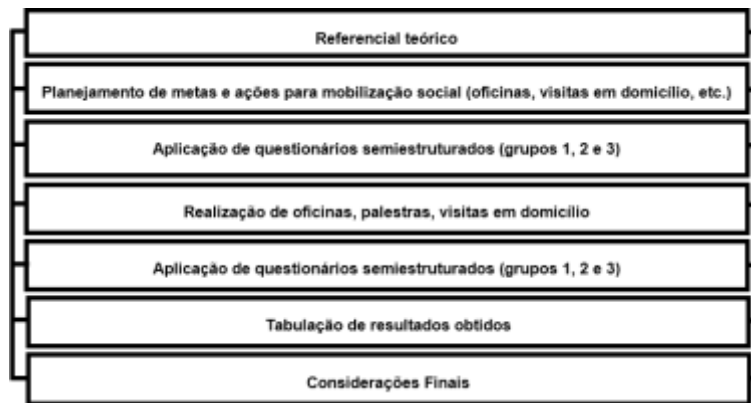 Referencial teórico
Planejamento de metas e ações para mobilização social (oficinas, visitas em domicílio, etc.)
Aplicação de questionários semiestruturados (grupos 1, 2 e 3)
Realização de oficinas, palestras, visitas em domicílio
Aplicação de questionários semiestruturados (grupos 1, 2 e 3)
Tabulação de resultados obtidos
Considerações Finais